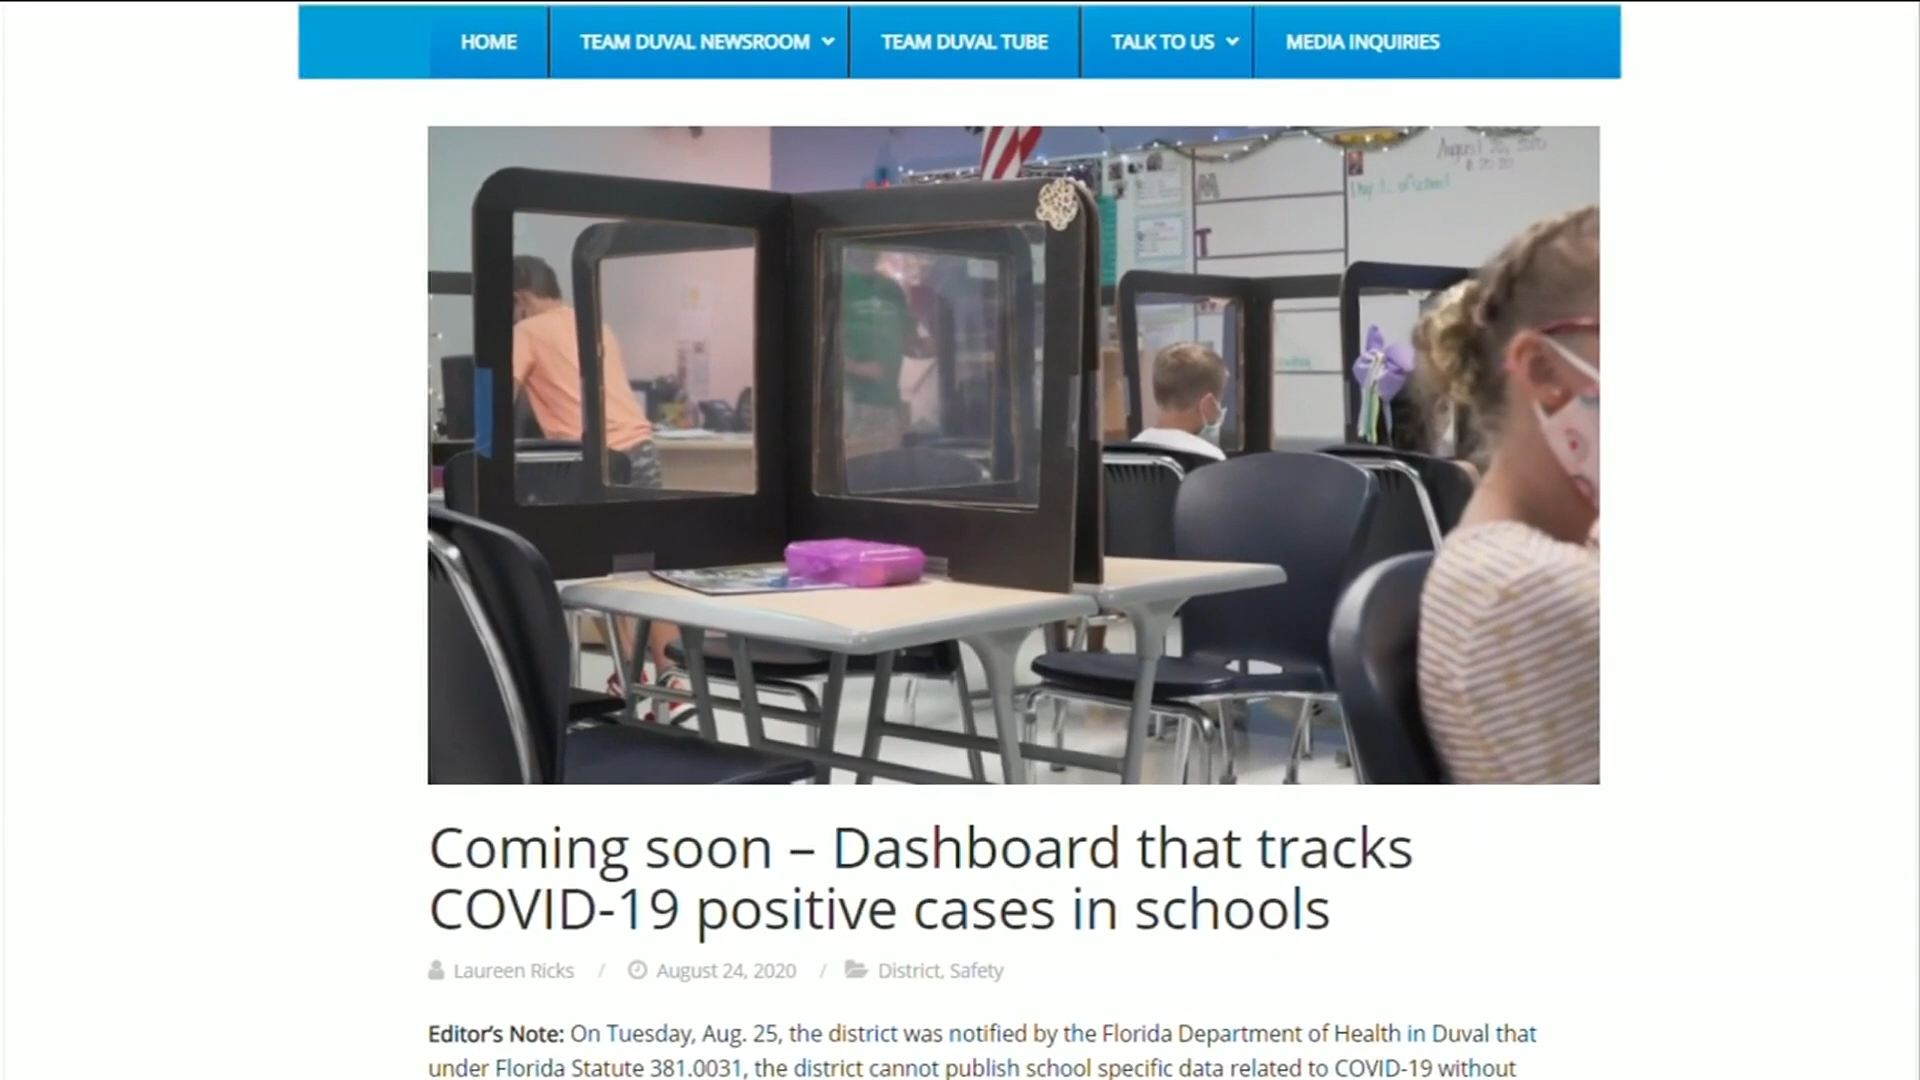 HOME
TEAM DUVAL NEWSROOM
TEAM DUVAL TUBE
TALK TO US
MEDIA INQUIRIES
August 20, 2020
Coming soon – Dashboard that tracks
COVID-19 positive cases in schools
Laureen Ricks / August 24, 2020 / District, Safety
Editor's Note: On Tuesday, Aug. 25, the district was notified by the Florida Department of Health in Duval that
under Florida Statute 381.0031, the district cannot publish school specific data related to COVID-19 without